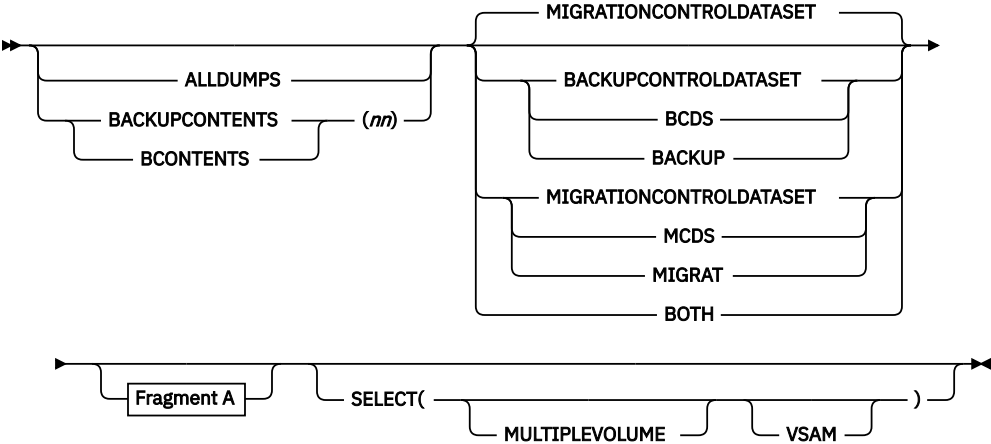 MIGRATIONCONTROLDATASET
ALLDUMPS
BACKUPCONTENTS (nn)
BCONTENTS
BACKUPCONTROLDATASET
BCDS
BACKUP
MIGRATIONCONTROLDATASET
MCDS
MIGRAT
BOTH
Fragment A
SELECT( )
MULTIPLEVOLUME
VSAM